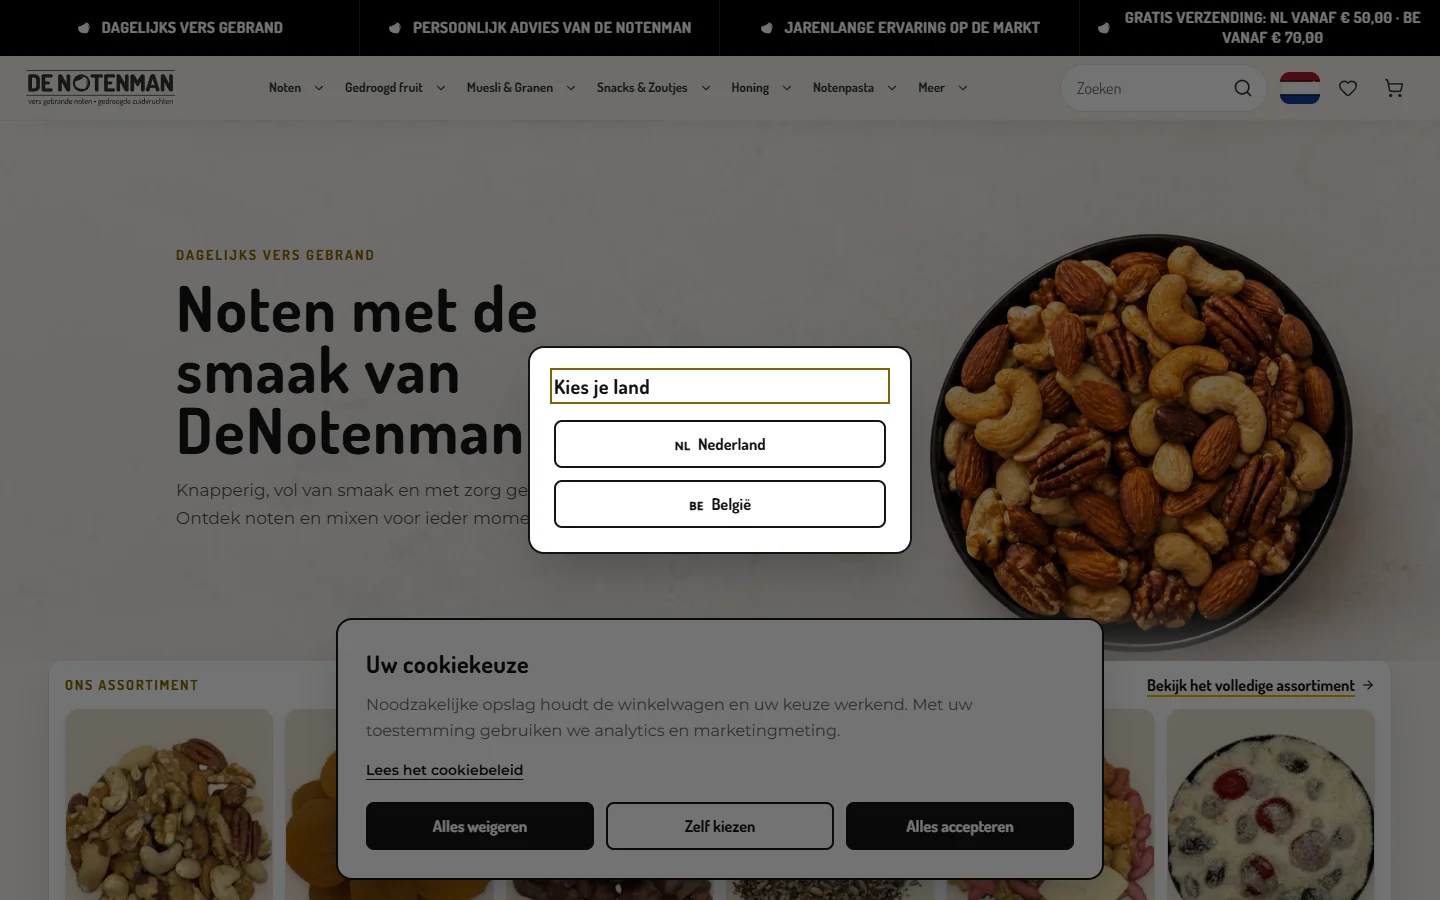 DAGELIJKS VERS GEBRAND
PERSOONLIJK ADVIES VAN DE NOTENMAN
JARENLANGE ERVARING OP DE MARKT
GRATIS VERZENDING: NL VANAF € 50,00 · BE
VANAF € 70,00
DE NOTENMAN
vers gebrande noten • gedroogde zuidvruchten
Noten
Gedroogd fruit
Muesli & Granen
Snacks & Zoutjes
Honing
Notenpasta
Meer
Zoeken
DAGELIJKS VERS GEBRAND
Noten met de
smaak van
DeNotenman
Knapperig, vol van smaak en met zorg ge
Ontdek noten en mixen voor ieder mome
Kies je land
NL Nederland
BE België
ONS ASSORTIMENT
Bekijk het volledige assortiment
Uw cookiekeuze
Noodzakelijke opslag houdt de winkelwagen en uw keuze werkend. Met uw
toestemming gebruiken we analytics en marketingmeting.
Lees het cookiebeleid
Alles weigeren
Zelf kiezen
Alles accepteren